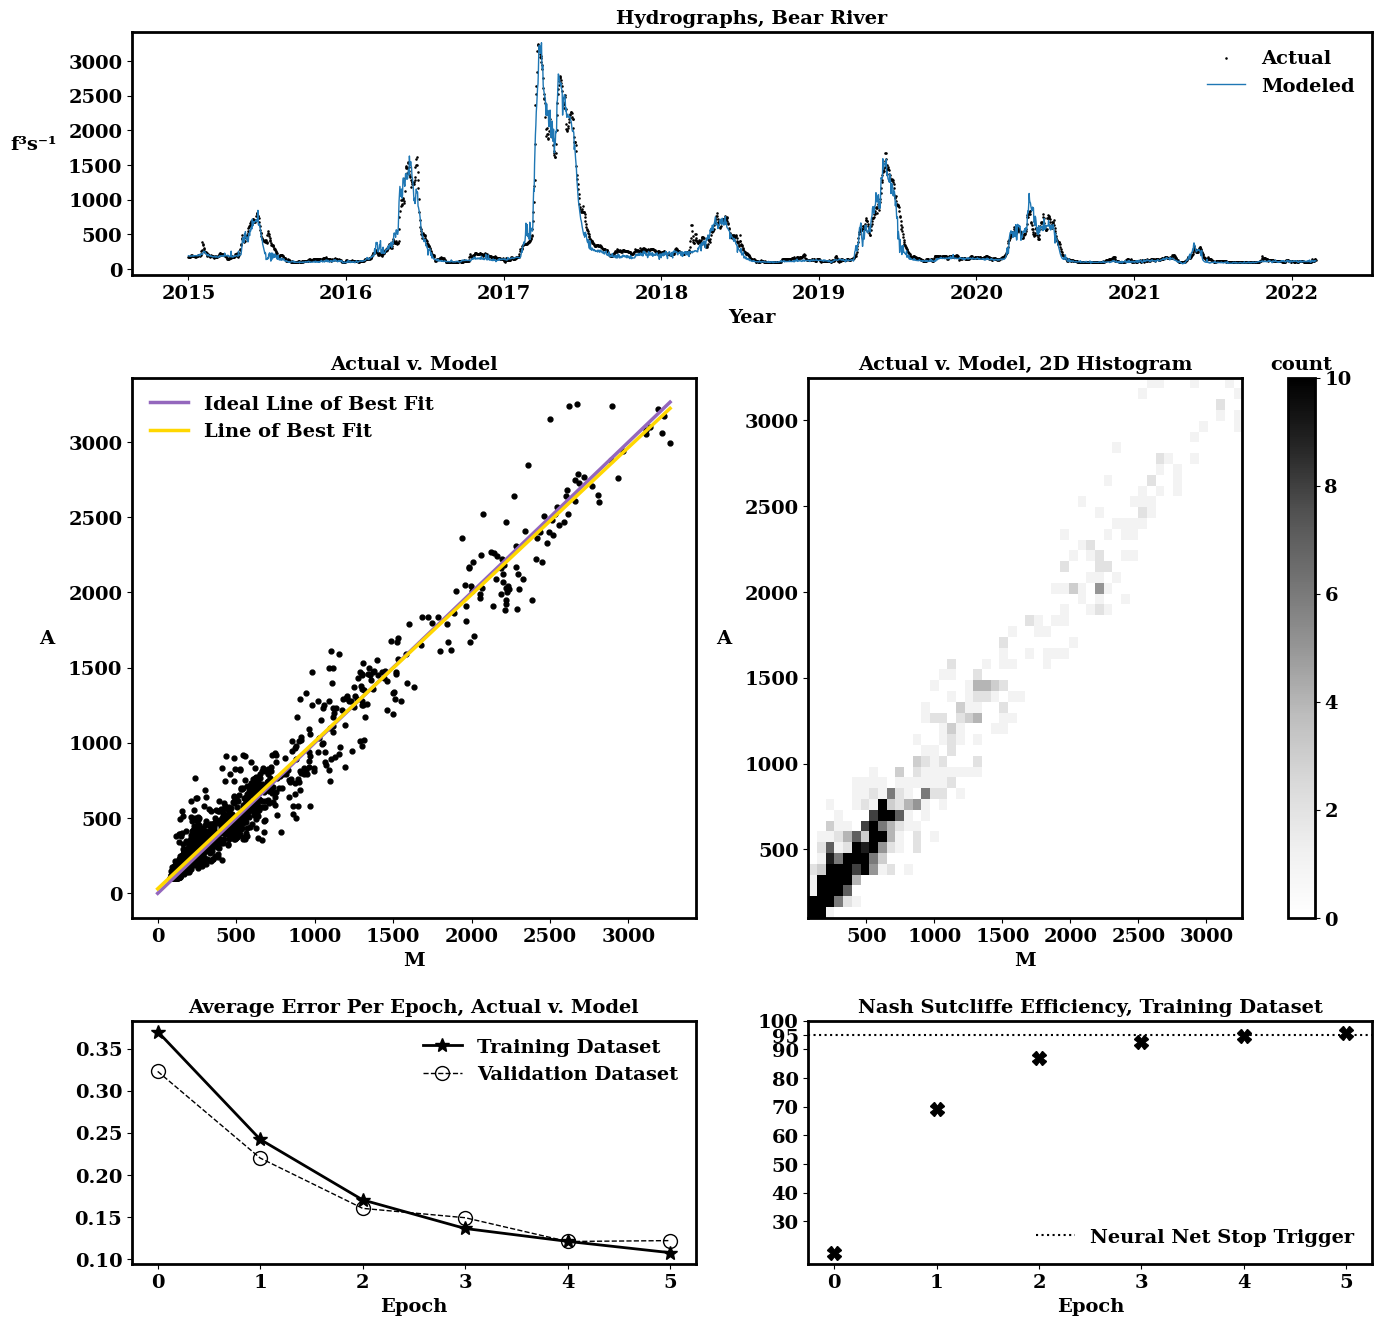 Hydrographs, Bear River
3000
2500
2000
1500
1000
500
0
f³s⁻¹
Actual
Modeled
2015 2016 2017 2018 2019 2020 2021 2022
Year
Actual v. Model
Ideal Line of Best Fit
Line of Best Fit
3000
2500
2000
1500
1000
500
0
A
0 500 1000 1500 2000 2500 3000
M
Actual v. Model, 2D Histogram
3000
2500
2000
1500
1000
500
A
500 1000 1500 2000 2500 3000
M
count
10
8
6
4
2
0
Average Error Per Epoch, Actual v. Model
Training Dataset
Validation Dataset
0.35
0.30
0.25
0.20
0.15
0.10
0 1 2 3 4 5
Epoch
Nash Sutcliffe Efficiency, Training Dataset
100
95
90
80
70
60
50
40
30
Neural Net Stop Trigger
0 1 2 3 4 5
Epoch